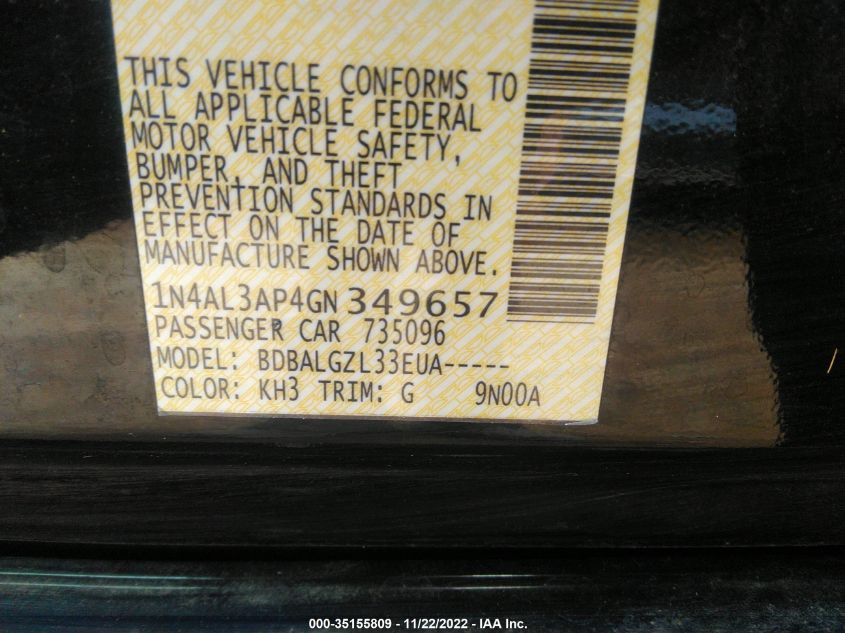 THIS VEHICLE CONFORMS TO
ALL APPLICABLE FEDERAL
MOTOR VEHICLE SAFETY,
BUMPER, AND THEFT
PREVENTION STANDARDS IN
EFFECT ON THE DATE OF
MANUFACTURE SHOWN ABOVE.
1N4AL3AP4GN349657
PASSENGER CAR 735096
MODEL: BDBALGZL33EUA-----
COLOR: KH3 TRIM: G 9N00A
000-35155809 - 11/22/2022 - IAA Inc.